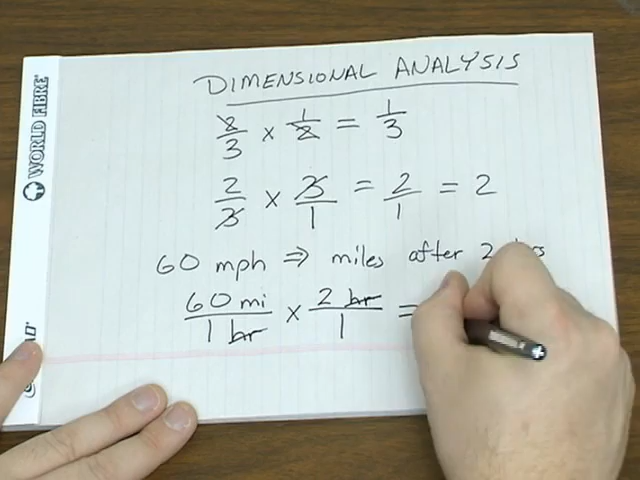 DIMENSIONAL ANALYSIS
2/3 x 1/2 = 1/3
2/3 x 3/1 = 2/1 = 2
60 mph ⇒ miles after 2
60 mi/1 hr x 2 hr/1 =
WORLD FIBRE